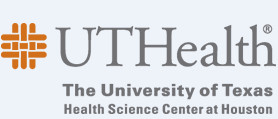 UTHealth®
The University of Texas
Health Science Center at Houston